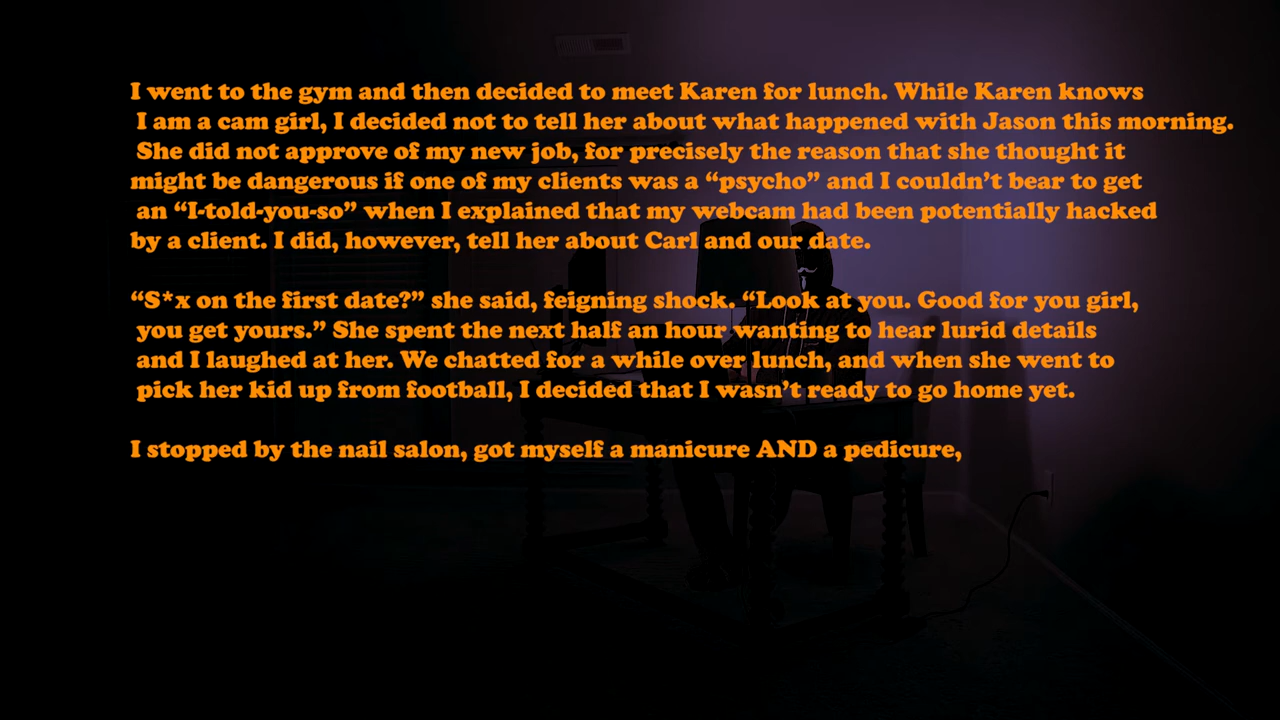 I went to the gym and then decided to meet Karen for lunch. While Karen knows
I am a cam girl, I decided not to tell her about what happened with Jason this morning.
She did not approve of my new job, for precisely the reason that she thought it
might be dangerous if one of my clients was a “psycho” and I couldn’t bear to get
an “I-told-you-so” when I explained that my webcam had been potentially hacked
by a client. I did, however, tell her about Carl and our date.
“S*x on the first date?” she said, feigning shock. “Look at you. Good for you girl,
you get yours.” She spent the next half an hour wanting to hear lurid details
and I laughed at her. We chatted for a while over lunch, and when she went to
pick her kid up from football, I decided that I wasn’t ready to go home yet.
I stopped by the nail salon, got myself a manicure AND a pedicure,